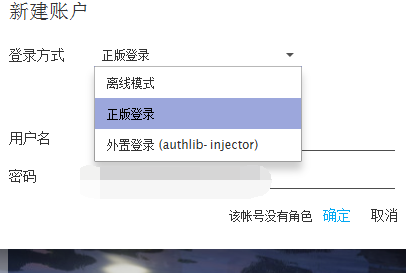 新建账户
登录方式 正版登录
离线模式
正版登录
外置登录 (authlib- injector)
用户名
密码
该帐号没有角色 确定 取消